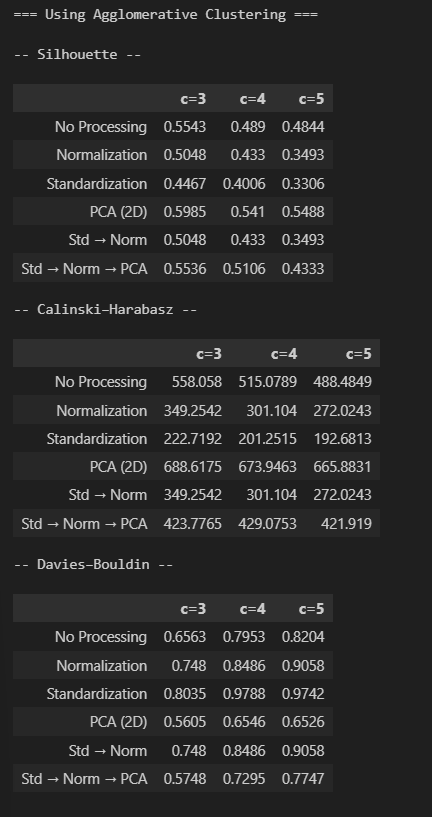 === Using Agglomerative Clustering ===
-- Silhouette --
c=3 c=4 c=5
No Processing 0.5543 0.489 0.4844
Normalization 0.5048 0.433 0.3493
Standardization 0.4467 0.4006 0.3306
PCA (2D) 0.5985 0.541 0.5488
Std → Norm 0.5048 0.433 0.3493
Std → Norm → PCA 0.5536 0.5106 0.4333
-- Calinski–Harabasz --
c=3 c=4 c=5
No Processing 558.058 515.0789 488.4849
Normalization 349.2542 301.104 272.0243
Standardization 222.7192 201.2515 192.6813
PCA (2D) 688.6175 673.9463 665.8831
Std → Norm 349.2542 301.104 272.0243
Std → Norm → PCA 423.7765 429.0753 421.919
-- Davies–Bouldin --
c=3 c=4 c=5
No Processing 0.6563 0.7953 0.8204
Normalization 0.748 0.8486 0.9058
Standardization 0.8035 0.9788 0.9742
PCA (2D) 0.5605 0.6546 0.6526
Std → Norm 0.748 0.8486 0.9058
Std → Norm → PCA 0.5748 0.7295 0.7747